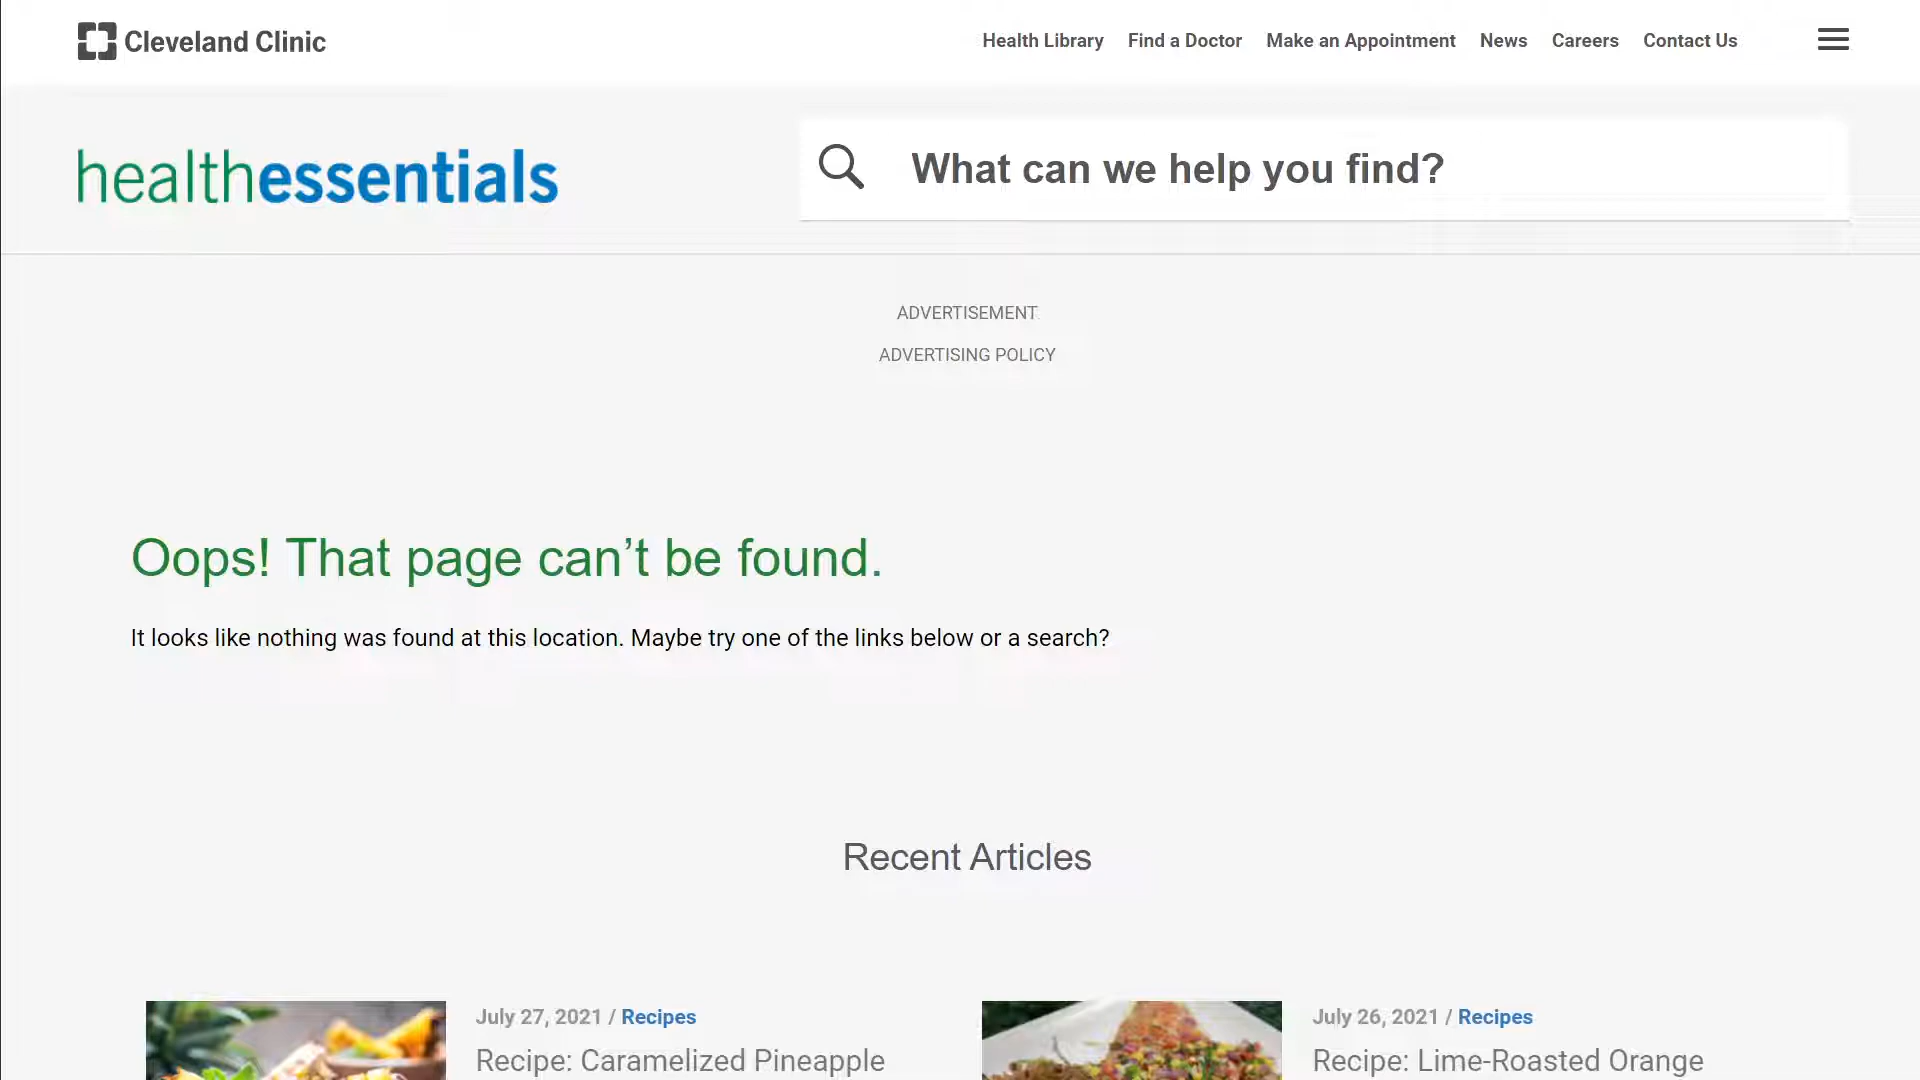 Cleveland Clinic
Health Library Find a Doctor Make an Appointment News Careers Contact Us
healthessentials
What can we help you find?
ADVERTISEMENT
ADVERTISING POLICY
Oops! That page can’t be found.
It looks like nothing was found at this location. Maybe try one of the links below or a search?
Recent Articles
July 27, 2021 / Recipes
Recipe: Caramelized Pineapple
July 26, 2021 / Recipes
Recipe: Lime-Roasted Orange